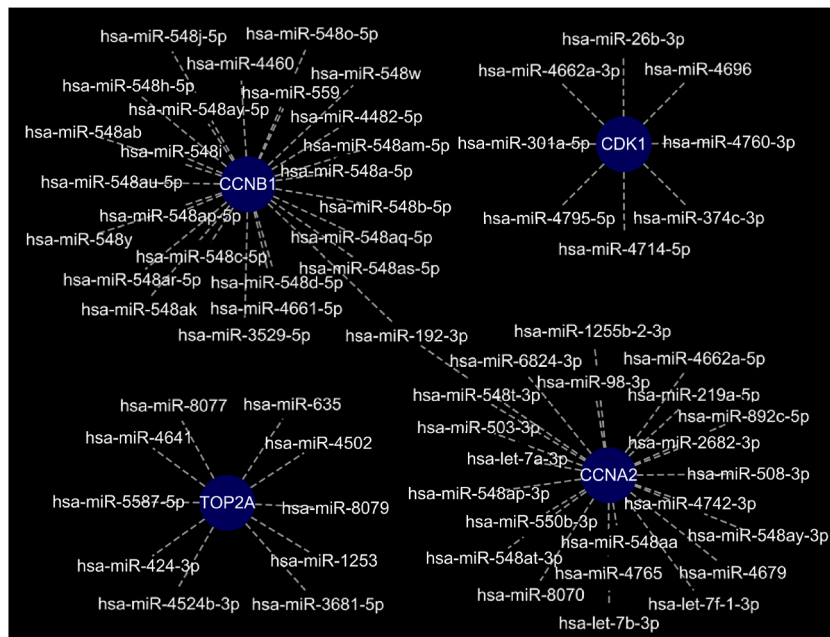 hsa-miR-548j-5p
hsa-miR-548o-5p
hsa-miR-4460
hsa-miR-548w
hsa-miR-548h-5p
hsa-miR-559
hsa-miR-548ay-5p
hsa-miR-4482-5p
hsa-miR-548ab
hsa-miR-548i
hsa-miR-548am-5p
hsa-miR-548a-5p
hsa-miR-548au-5p
CCNB1
hsa-miR-548b-5p
hsa-miR-548ap-5p
hsa-miR-548y
hsa-miR-548aq-5p
hsa-miR-548c-5p
hsa-miR-548as-5p
hsa-miR-548ar-5p
hsa-miR-548d-5p
hsa-miR-548ak
hsa-miR-4661-5p
hsa-miR-3529-5p
hsa-miR-192-3p
hsa-miR-26b-3p
hsa-miR-4662a-3p
hsa-miR-4696
hsa-miR-301a-5p
CDK1
hsa-miR-4760-3p
hsa-miR-4795-5p
hsa-miR-374c-3p
hsa-miR-4714-5p
hsa-miR-8077
hsa-miR-635
hsa-miR-4641
hsa-miR-4502
hsa-miR-5587-5p
TOP2A
hsa-miR-8079
hsa-miR-424-3p
hsa-miR-1253
hsa-miR-4524b-3p
hsa-miR-3681-5p
hsa-miR-1255b-2-3p
hsa-miR-6824-3p
hsa-miR-4662a-5p
hsa-miR-98-3p
hsa-miR-548t-3p
hsa-miR-219a-5p
hsa-miR-892c-5p
hsa-miR-503-3p
hsa-miR-2682-3p
hsa-let-7a-3p
CCNA2
hsa-miR-508-3p
hsa-miR-548ap-3p
hsa-miR-4742-3p
hsa-miR-550b-3p
hsa-miR-548ay-3p
hsa-miR-548aa
hsa-miR-548at-3p
hsa-miR-4765
hsa-miR-4679
hsa-miR-8070
hsa-let-7f-1-3p
hsa-let-7b-3p